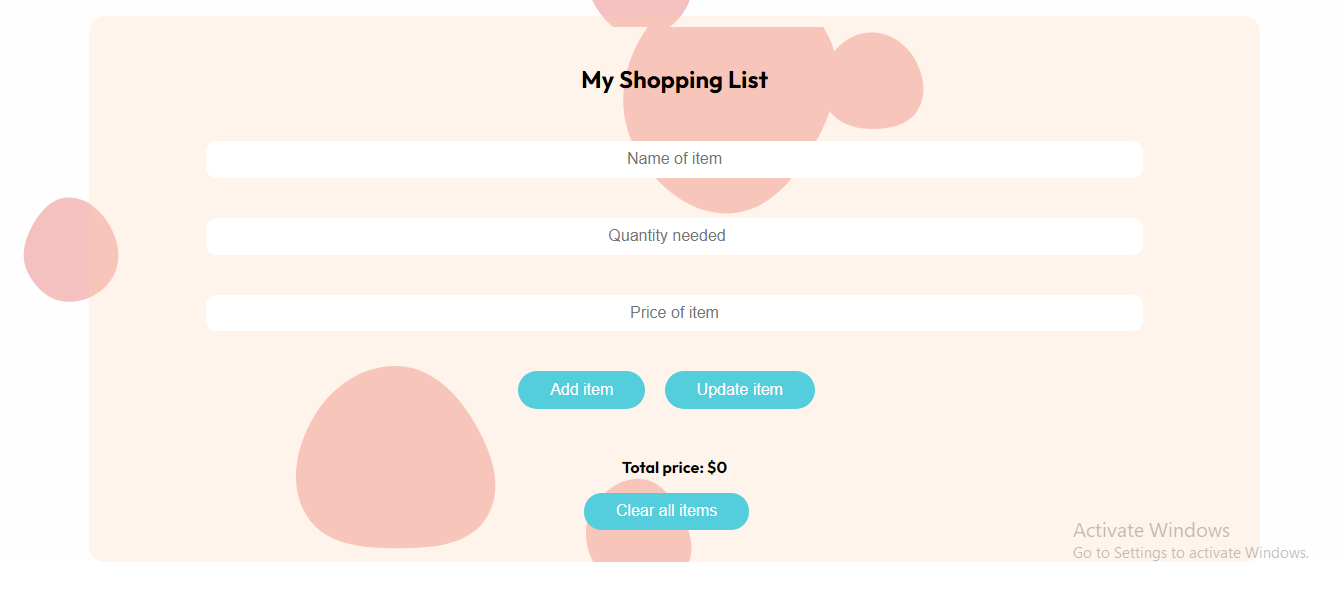 My Shopping List
Name of item
Quantity needed
Price of item
Add item Update item
Total price: $0
Clear all items
Activate Windows
Go to Settings to activate Windows.